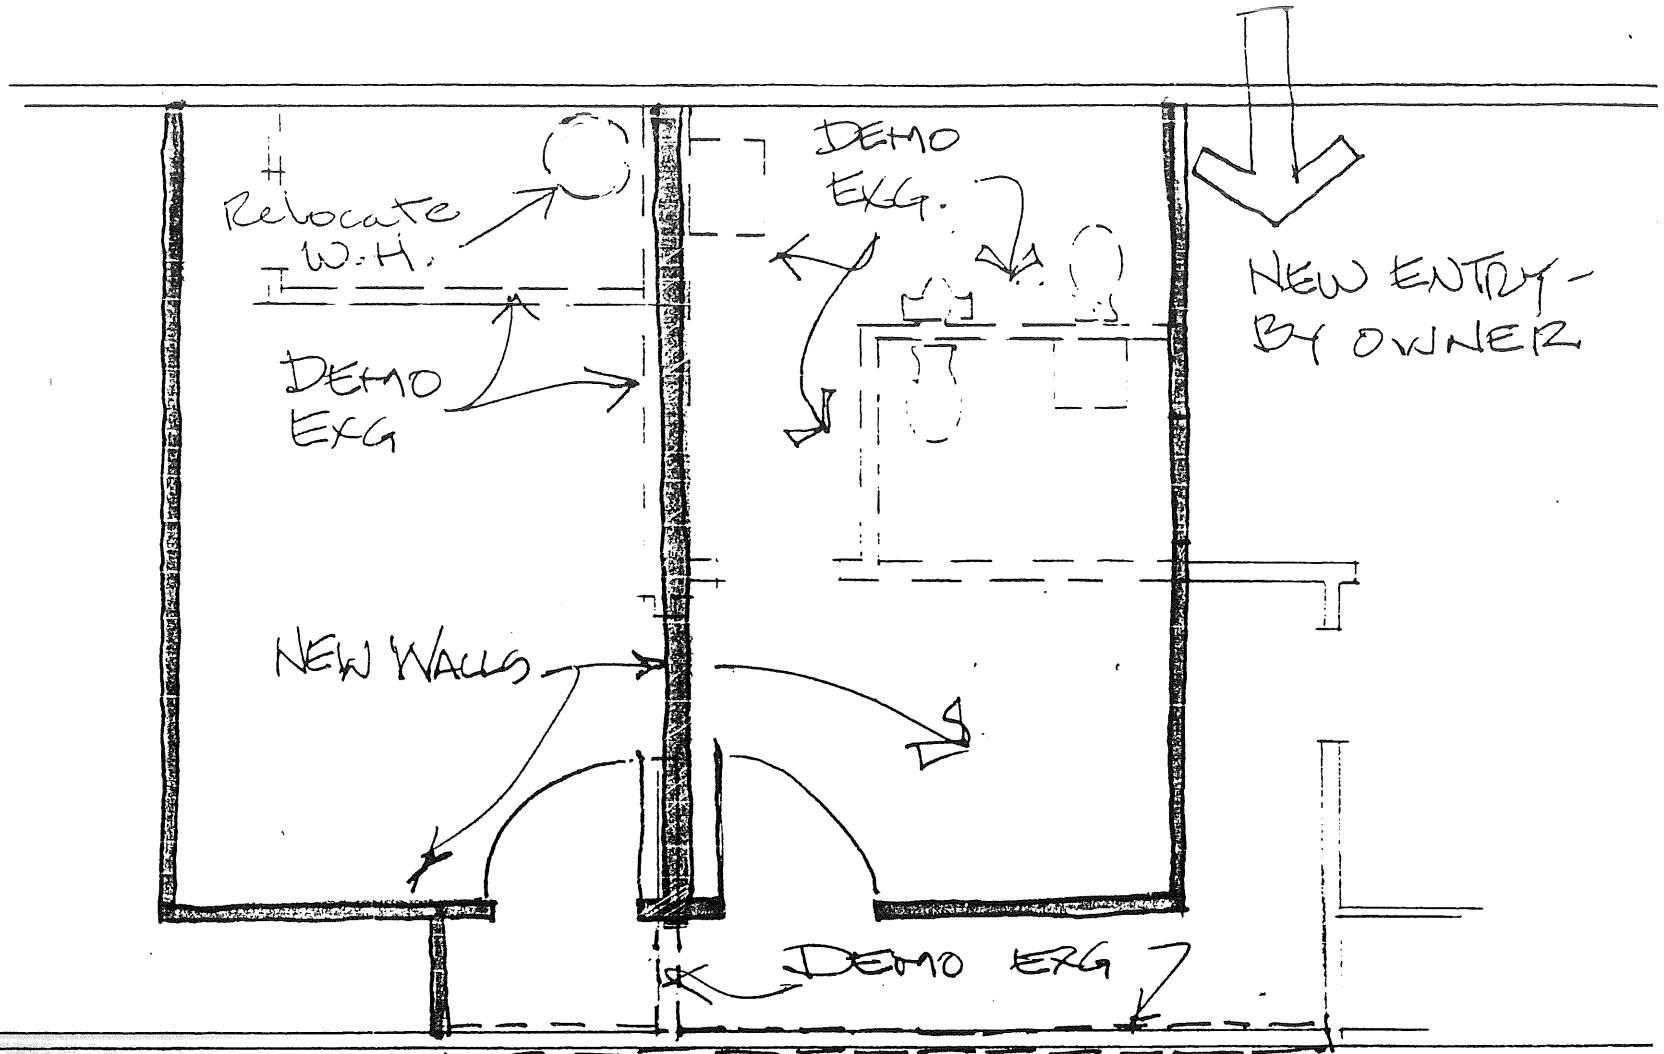 DEMO
EXG.
Relocate
W.H.
NEW ENTRY-
BY OWNER
DEMO
EXG
NEW WALLS
DEMO EXG